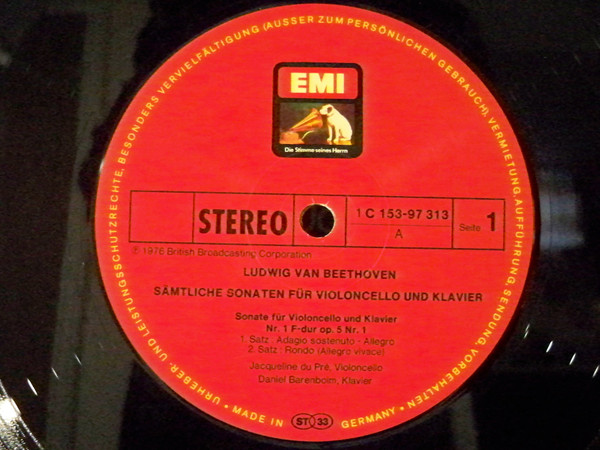 URHEBER- UND LEISTUNGSSCHUTZRECHTE, BESONDERS VERVIELFÄLTIGUNG (AUSSER ZUM PERSÖNLICHEN GEBRAUCH), VERMIETUNG, AUFFÜHRUNG, SENDUNG, VORBEHALTEN • MADE IN GERMANY •
EMI
Die Stimme seines Herrn
STEREO
1 C 153-97 313
A
Seite 1
℗ 1976 British Broadcasting Corporation
LUDWIG VAN BEETHOVEN
SÄMTLICHE SONATEN FÜR VIOLONCELLO UND KLAVIER
Sonate für Violoncello und Klavier
Nr. 1 F-dur op. 5 Nr. 1
1. Satz: Adagio sostenuto - Allegro
2. Satz: Rondo (Allegro vivace)
Jacqueline du Pré, Violoncello
Daniel Barenboim, Klavier
ST 33